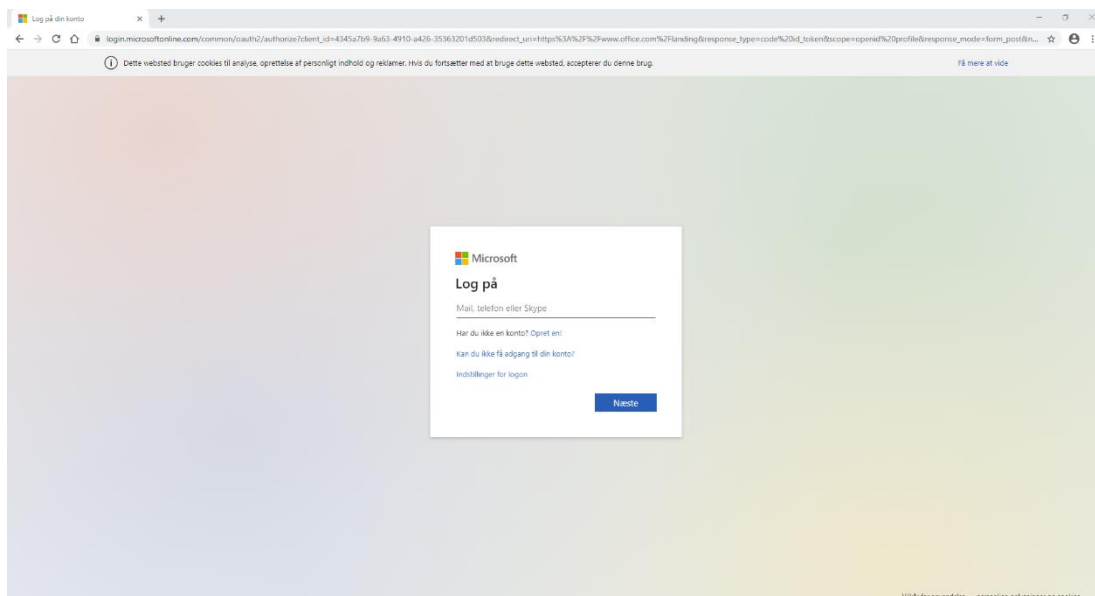 Log på din konto
login.microsoftonline.com/common/oauth2/authorize?client_id=4345a7b9-9a63-4910-a426-35363201d503&redirect_uri=https%3A%2F%2Fwww.office.com%2Flanding&response_type=code%20id_token&scope=openid%20profile&response_mode=form_post&n...
Dette websted bruger cookies til analyse, oprettelse af personligt indhold og reklamer. Hvis du fortsætter med at bruge dette websted, accepterer du denne brug.
Få mere at vide
Microsoft
Log på
Mail, telefon eller Skype
Har du ikke en konto? Opret en!
Kan du ikke få adgang til din konto?
Indstillinger for logon
Næste